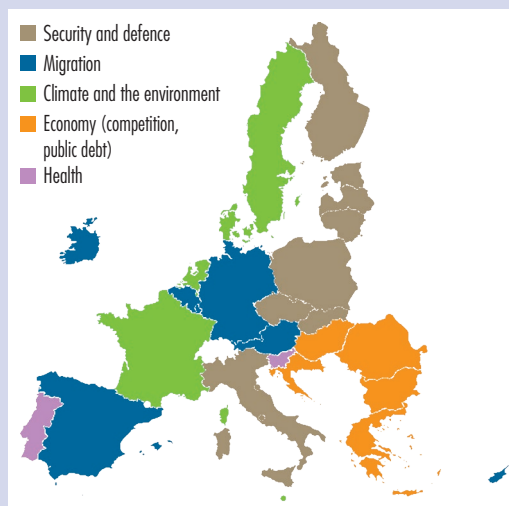 Security and defence
Migration
Climate and the environment
Economy (competition,
public debt)
Health